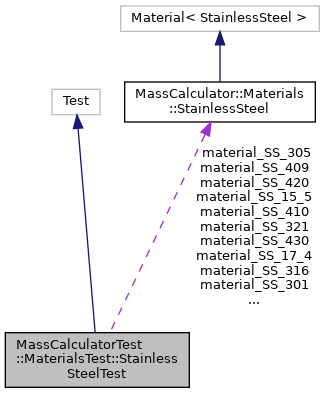 Material< StainlessSteel >
MassCalculator::Materials
::StainlessSteel
Test
material_SS_305
material_SS_409
material_SS_420
material_SS_15_5
material_SS_410
material_SS_321
material_SS_430
material_SS_17_4
material_SS_316
material_SS_301
...
MassCalculatorTest
::MaterialsTest::Stainless
SteelTest